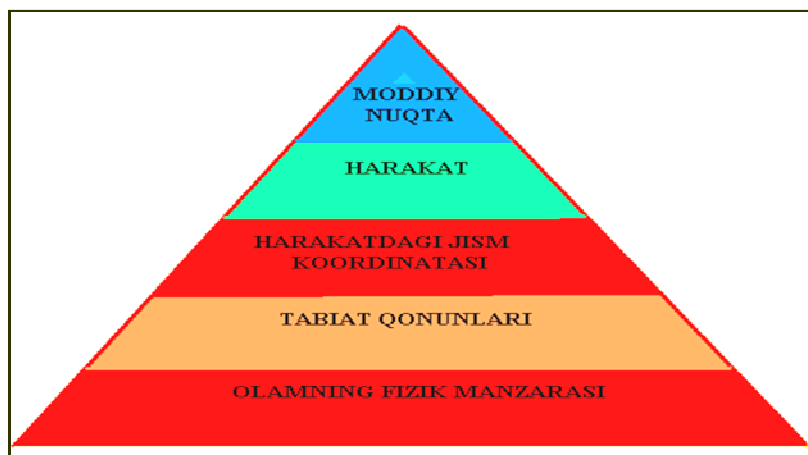 MODDIY
NUQTA
HARAKAT
HARAKATDAGI JISM
KOORDINATASI
TABIAT QONUNLARI
OLAMNING FIZIK MANZARASI